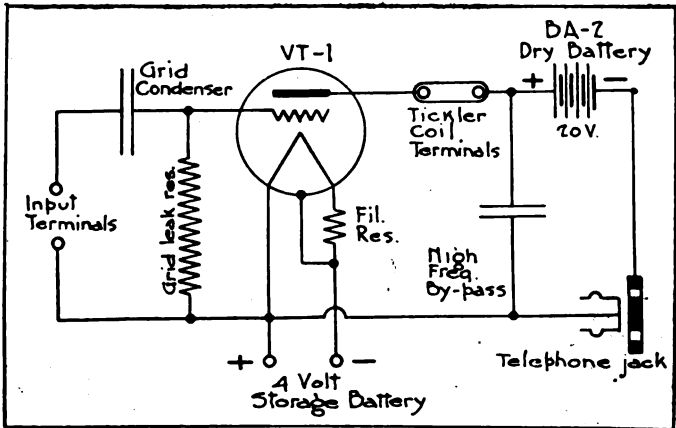 BA-2
Dry Battery
VT-1
Grid
Condenser
+
−
20 V.
Tickler
Coil
Terminals
Input
Terminals
Grid leak res.
Fil.
Res.
High
Freq.
By-pass
Telephone jack
+
−
4 Volt
Storage Battery